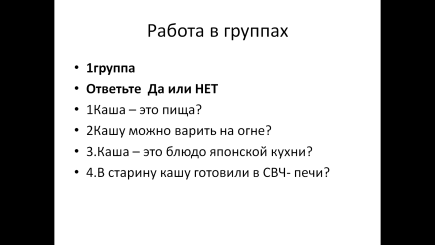 Работа в группах
• 1группа
• Ответьте Да или НЕТ
• 1Каша – это пища?
• 2Кашу можно варить на огне?
• 3.Каша – это блюдо японской кухни?
• 4.В старину кашу готовили в СВЧ- печи?